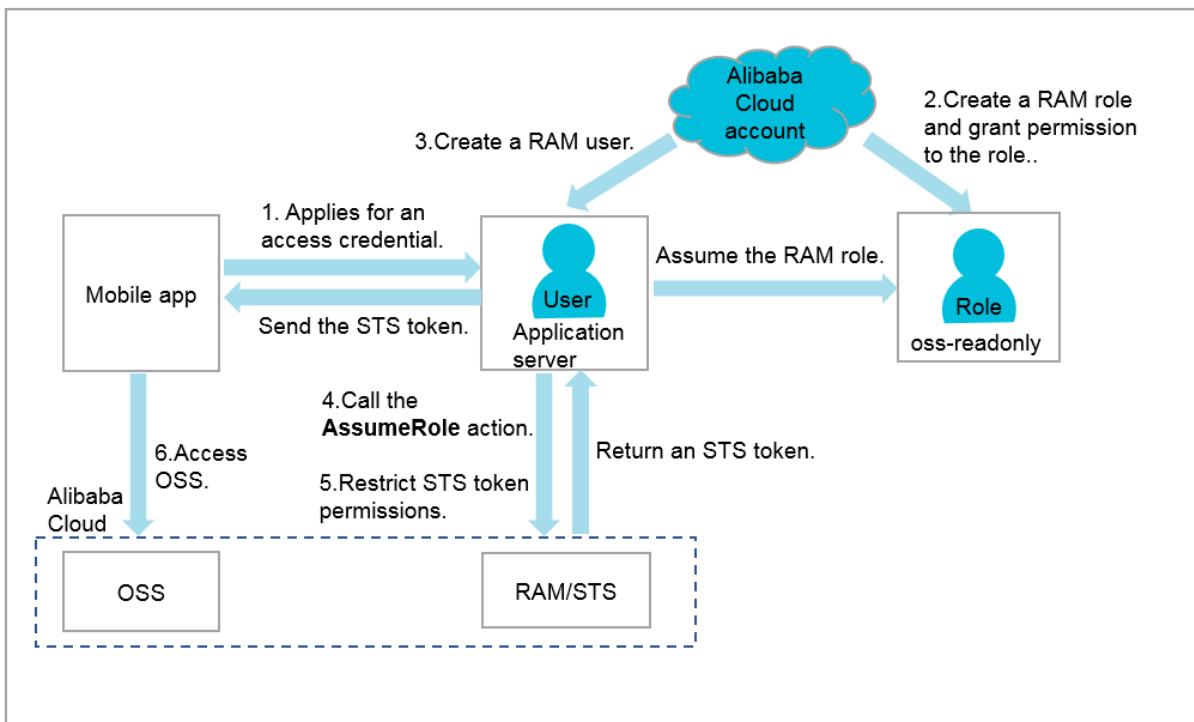 Alibaba
Cloud
account
2.Create a RAM role
and grant permission
to the role..
3.Create a RAM user.
1. Applies for an
access credential.
Mobile app
Send the STS token.
User
Application
server
Assume the RAM role.
Role
oss-readonly
4.Call the
AssumeRole action.
5.Restrict STS token
permissions.
Return an STS token.
6.Access
OSS.
Alibaba
Cloud
OSS
RAM/STS